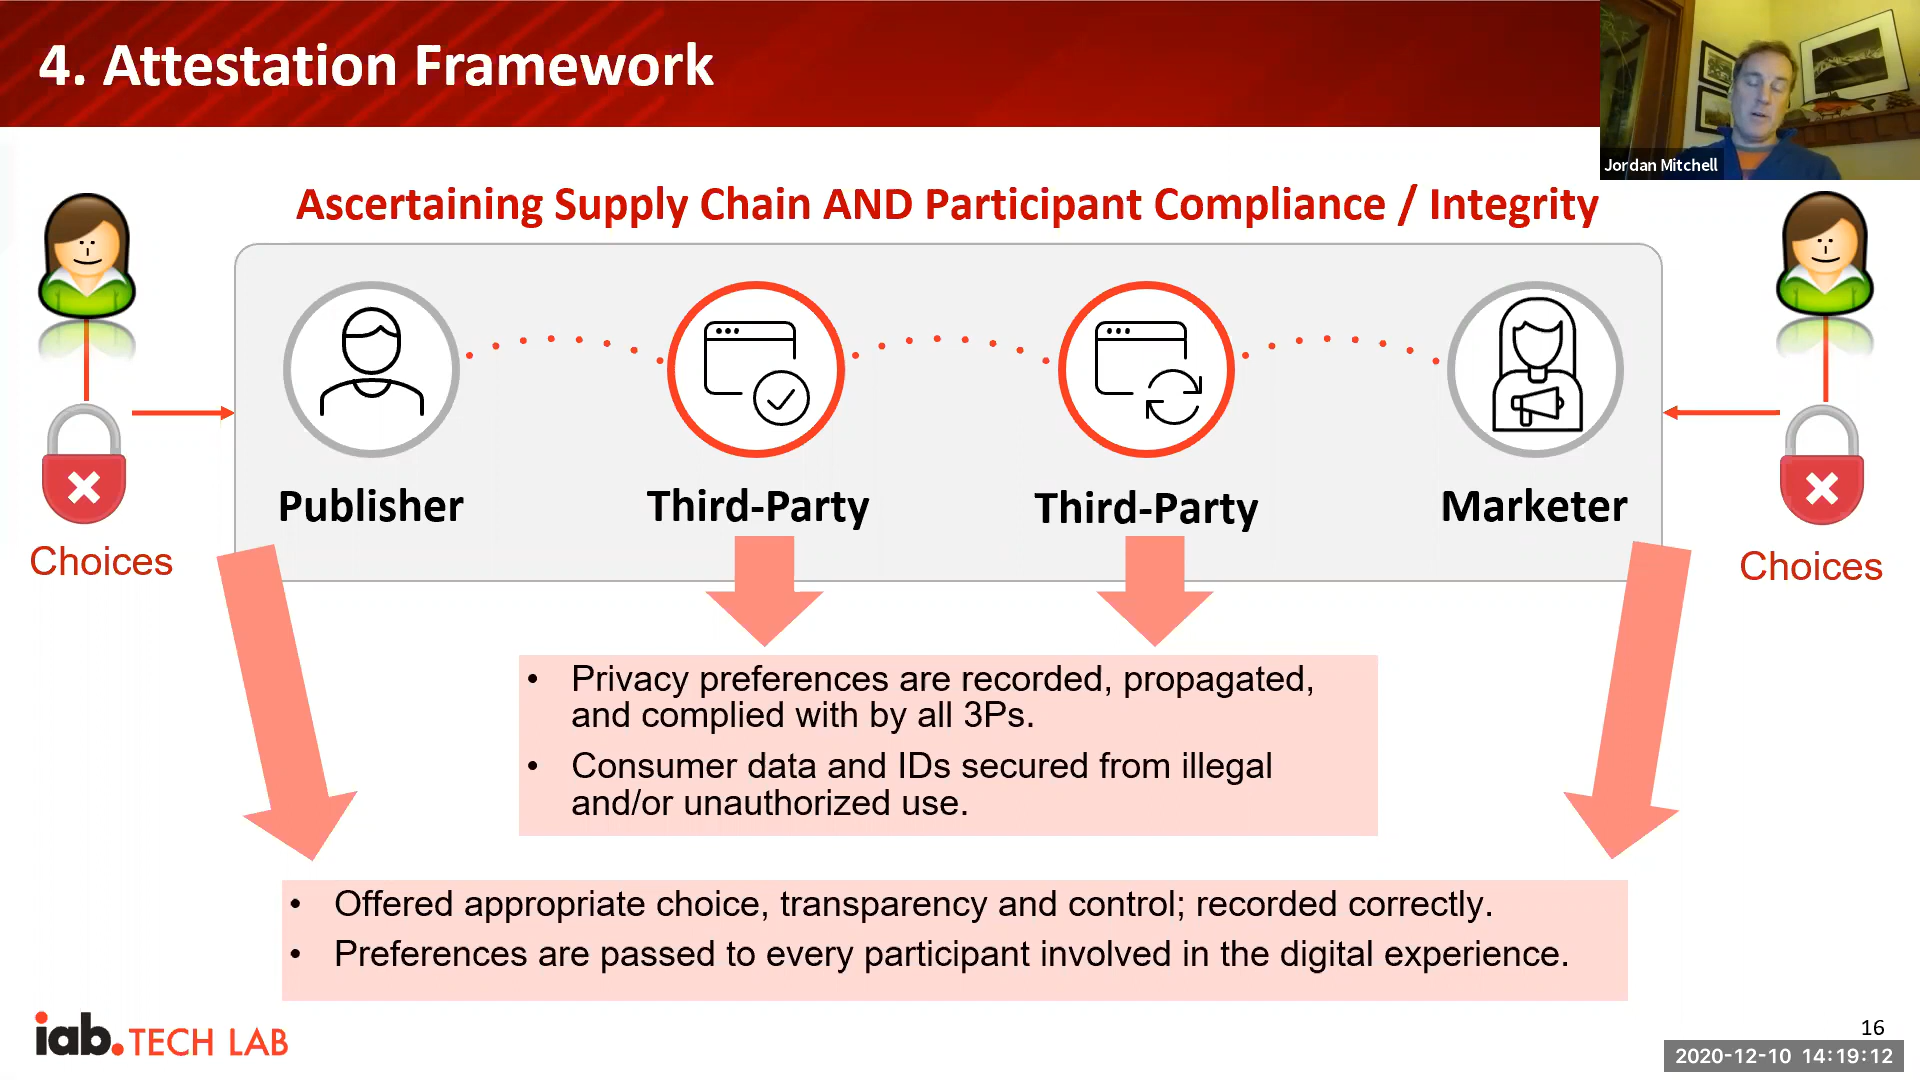 4. Attestation Framework
Jordan Mitchell
Ascertaining Supply Chain AND Participant Compliance / Integrity
Publisher
Third-Party
Third-Party
Marketer
Choices
Choices
• Privacy preferences are recorded, propagated,
and complied with by all 3Ps.
• Consumer data and IDs secured from illegal
and/or unauthorized use.
• Offered appropriate choice, transparency and control; recorded correctly.
• Preferences are passed to every participant involved in the digital experience.
iab.TECH LAB
16
2020-12-10 14:19:12